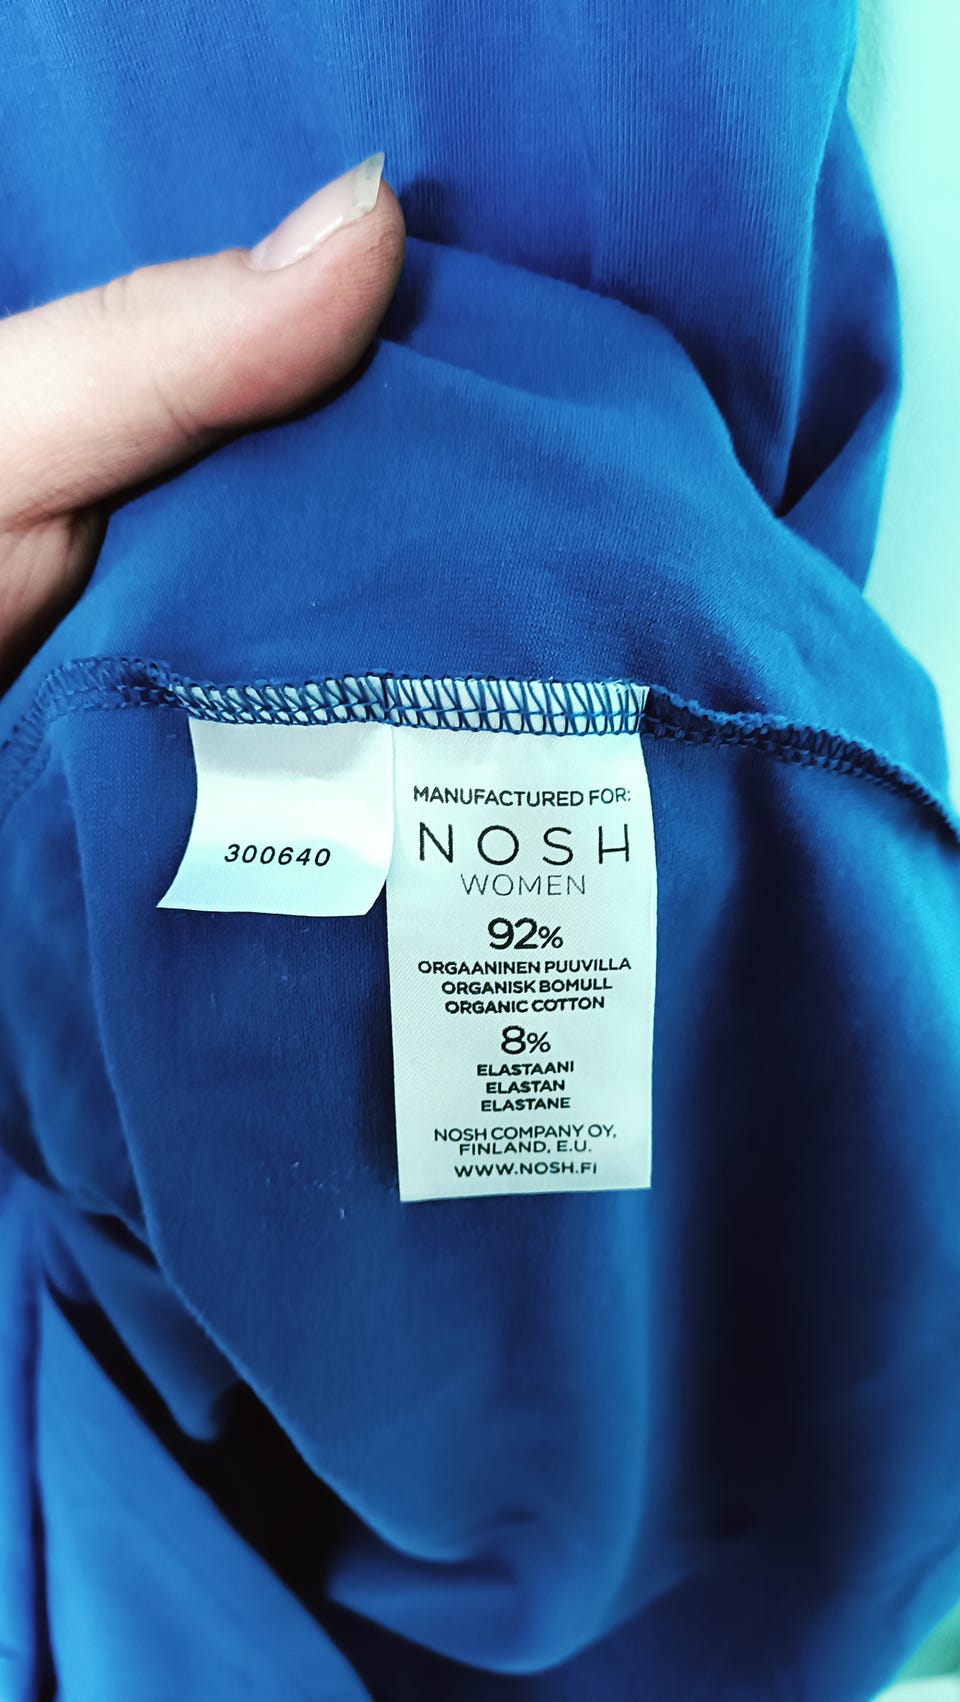 300640
MANUFACTURED FOR:
NOSH
WOMEN
92%
ORGAANINEN PUUVILLA
ORGANISK BOMULL
ORGANIC COTTON
8%
ELASTAANI
ELASTAN
ELASTANE
NOSH COMPANY OY,
FINLAND, E.U.
WWW.NOSH.FI